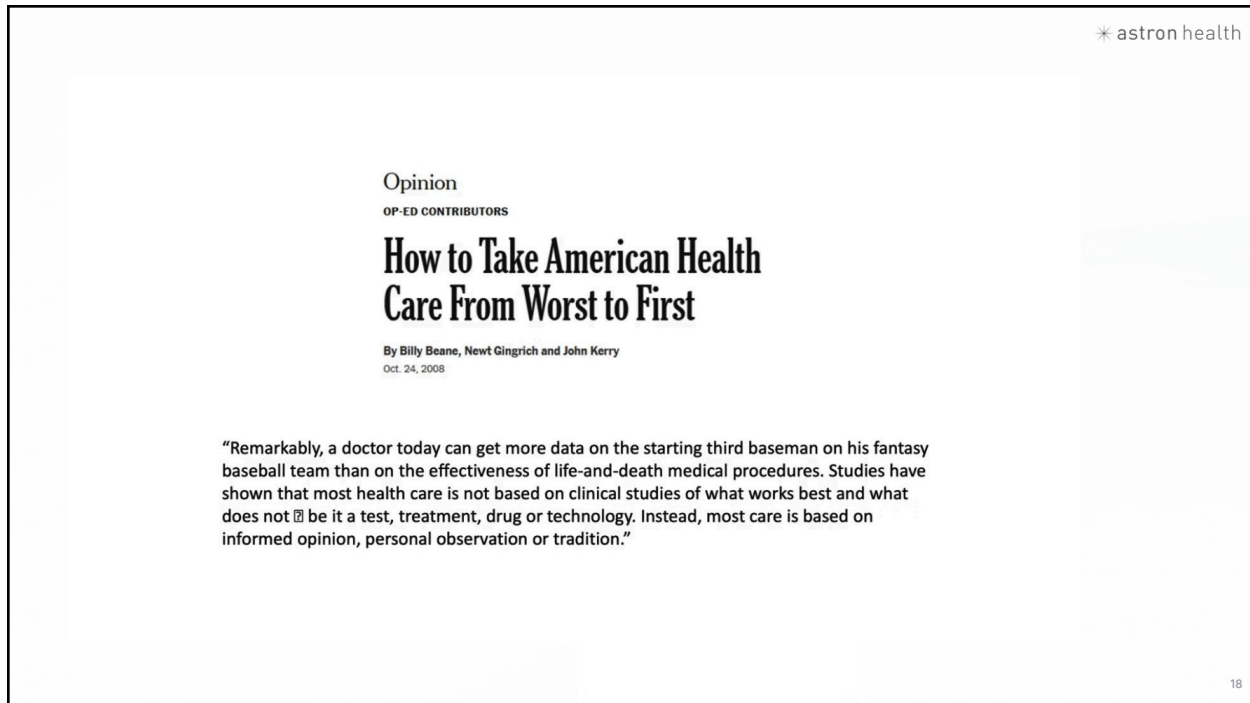 astron health
Opinion
OP-ED CONTRIBUTORS
How to Take American Health
Care From Worst to First
By Billy Beane, Newt Gingrich and John Kerry
Oct. 24, 2008
“Remarkably, a doctor today can get more data on the starting third baseman on his fantasy
baseball team than on the effectiveness of life-and-death medical procedures. Studies have
shown that most health care is not based on clinical studies of what works best and what
does not ⍰ be it a test, treatment, drug or technology. Instead, most care is based on
informed opinion, personal observation or tradition.”
18